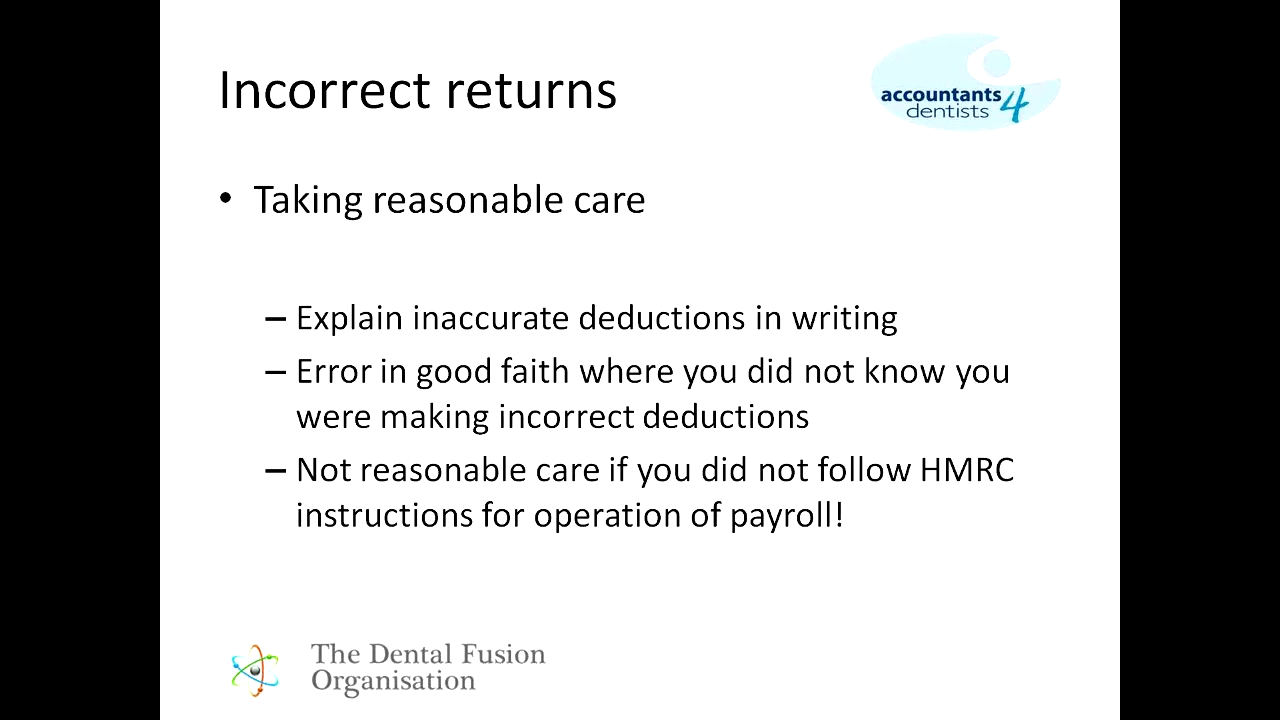 Incorrect returns
accountants 4
dentists
• Taking reasonable care
– Explain inaccurate deductions in writing
– Error in good faith where you did not know you
were making incorrect deductions
– Not reasonable care if you did not follow HMRC
instructions for operation of payroll!
The Dental Fusion
Organisation